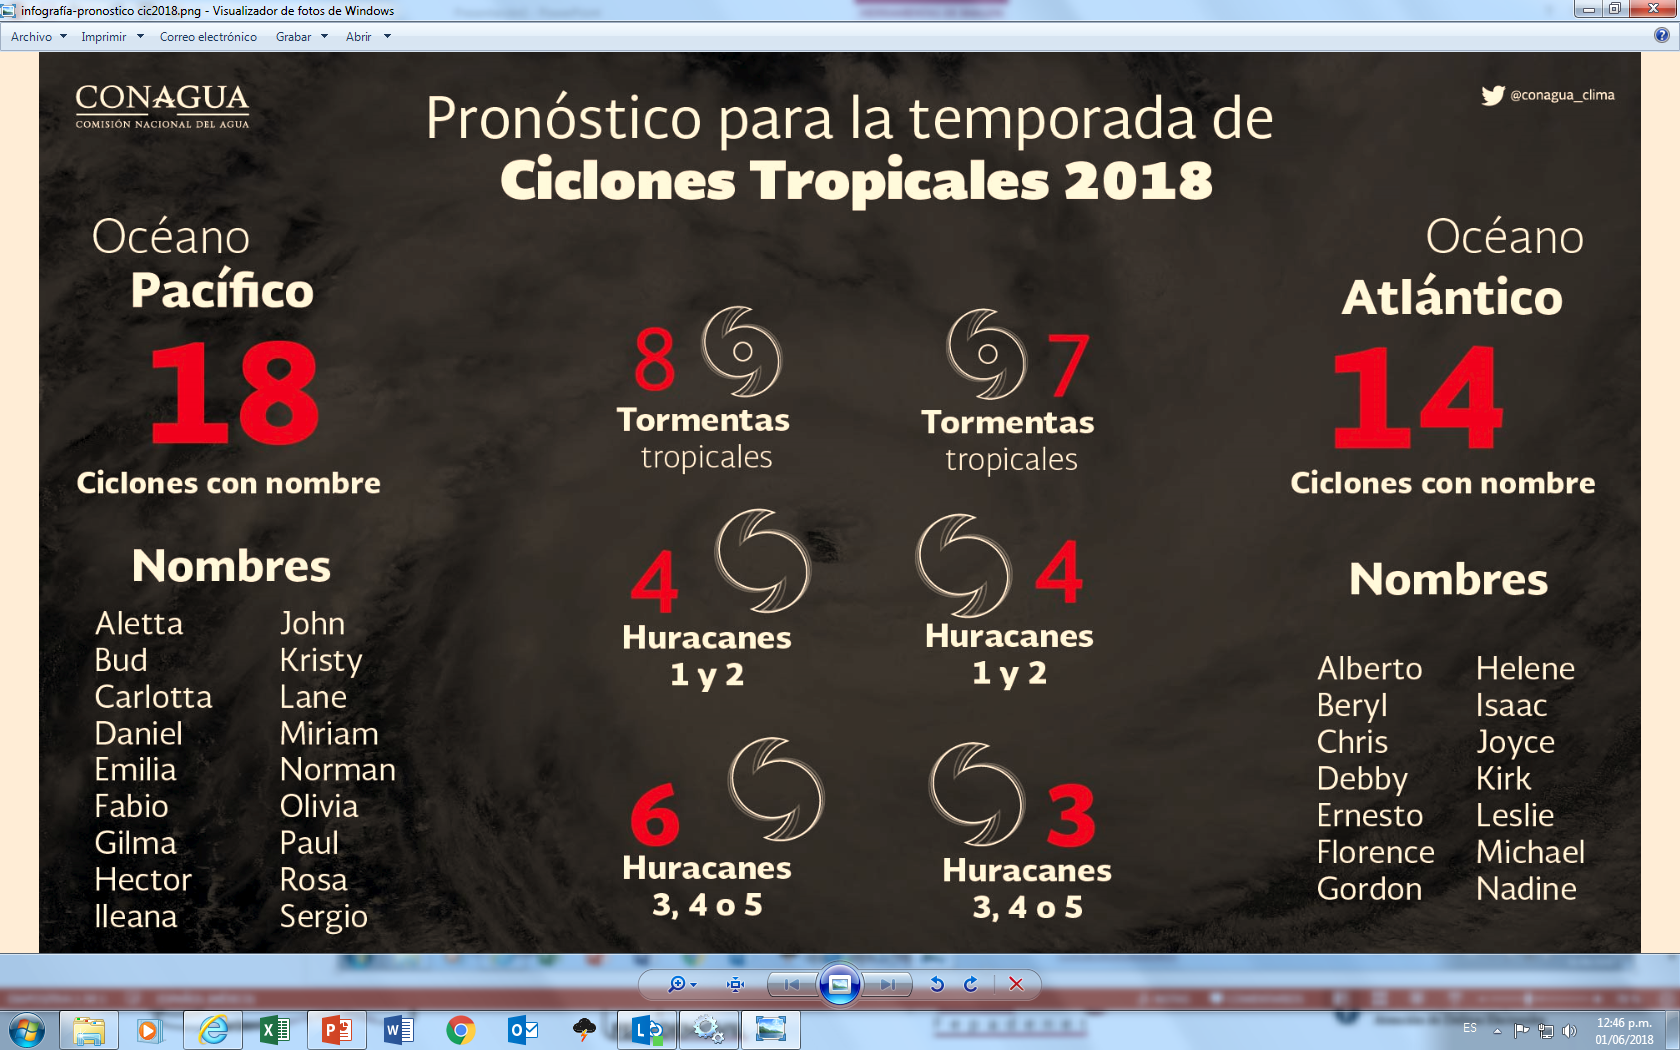 infografía-pronostico cic2018.png - Visualizador de fotos de Windows
Archivo Imprimir Correo electrónico Grabar Abrir
CONAGUA
COMISIÓN NACIONAL DEL AGUA
@conagua_clima
Pronóstico para la temporada de
Ciclones Tropicales 2018
Océano
Pacífico
18
Ciclones con nombre
Nombres
Aletta
Bud
Carlotta
Daniel
Emilia
Fabio
Gilma
Hector
Ileana
John
Kristy
Lane
Miriam
Norman
Olivia
Paul
Rosa
Sergio
8
Tormentas
tropicales
4
Huracanes
1 y 2
6
Huracanes
3, 4 o 5
7
Tormentas
tropicales
4
Huracanes
1 y 2
3
Huracanes
3, 4 o 5
Océano
Atlántico
14
Ciclones con nombre
Nombres
Alberto
Beryl
Chris
Debby
Ernesto
Florence
Gordon
Helene
Isaac
Joyce
Kirk
Leslie
Michael
Nadine
ES
12:46 p.m.
01/06/2018